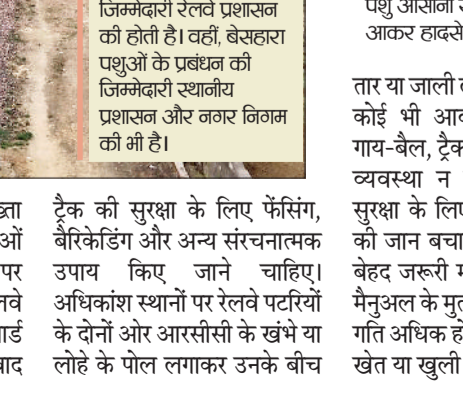 जिम्मेदारी रेलवे प्रशासन
की होती है। वहीं, बेसहारा
पशुओं के प्रबंधन की
जिम्मेदारी स्थानीय
प्रशासन और नगर निगम
की भी है।
ट्रैक की सुरक्षा के लिए फेंसिंग,
बैरिकेडिंग और अन्य संरचनात्मक
उपाय किए जाने चाहिए।
अधिकांश स्थानों पर रेलवे पटरियों
के दोनों ओर आरसीसी के खंभे या
लोहे के पोल लगाकर उनके बीच
पशु आसानी
आकर हादसे
तार या जाली
कोई भी
गाय-बैल,
व्यवस्था न
सुरक्षा के लिए
की जान
बेहद जरूरी
मैनुअल के
गति अधिक
खेत या खुली